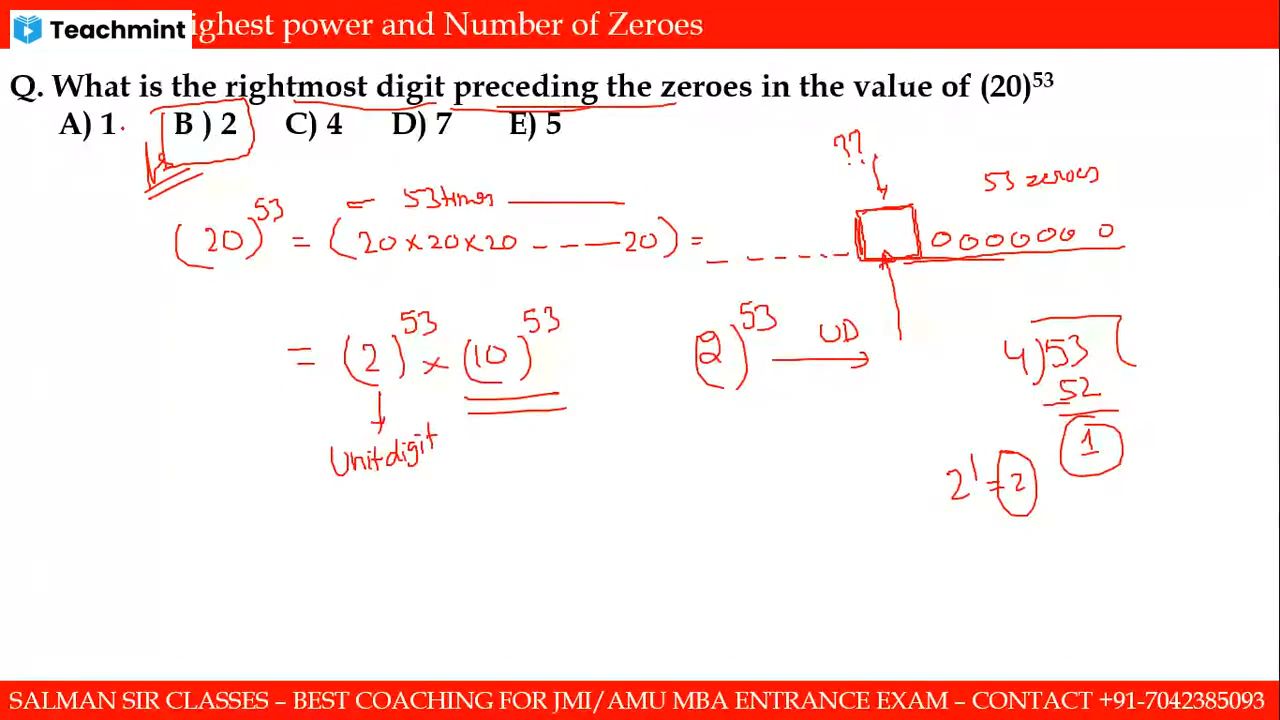 Teachmint ighest power and Number of Zeroes
Q. What is the rightmost digit preceding the zeroes in the value of (20)⁵³
A) 1 B ) 2 C) 4 D) 7 E) 5
??
53 zeroes
53 times
(20)⁵³ = (20×20×20 - - — 20) = _ _ _ _ _ _ 0000000
= (2)⁵³ × (10)⁵³ (2)⁵³ UD → 4)53(
52
1
Unit digit
2¹ = 2
SALMAN SIR CLASSES – BEST COACHING FOR JMI/AMU MBA ENTRANCE EXAM – CONTACT +91-7042385093